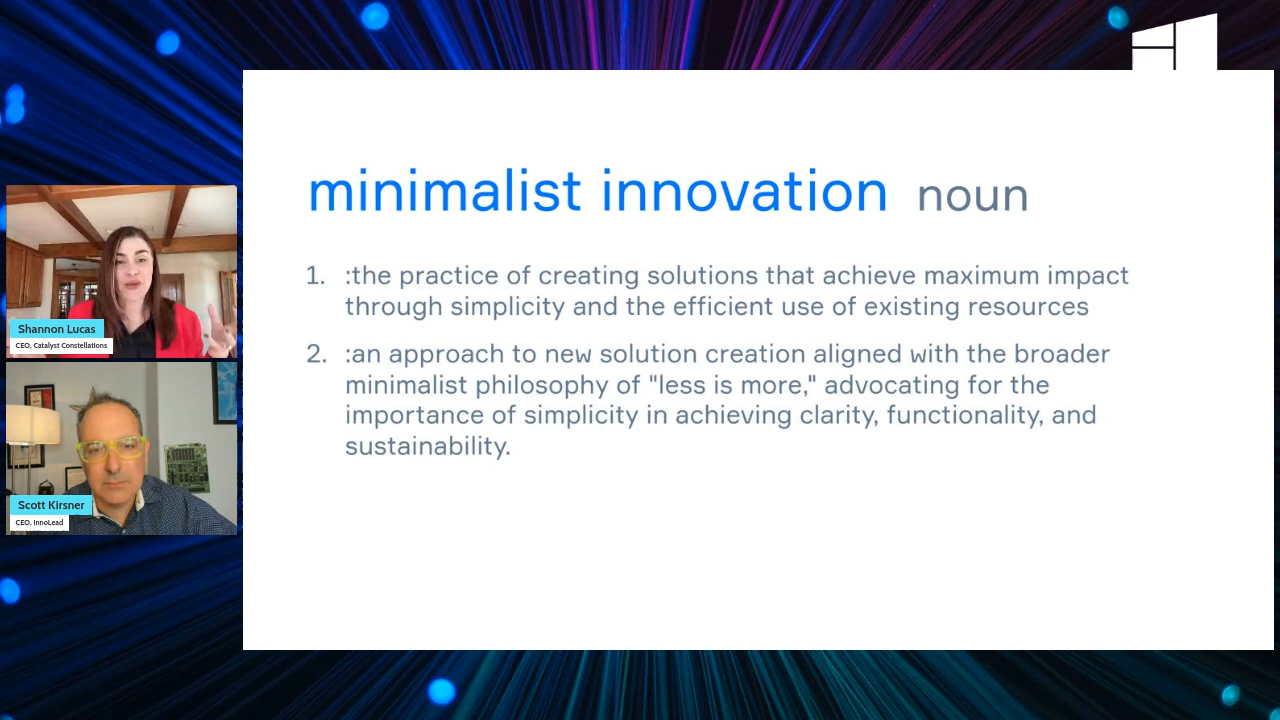 minimalist innovation noun
1. :the practice of creating solutions that achieve maximum impact
through simplicity and the efficient use of existing resources
2. :an approach to new solution creation aligned with the broader
minimalist philosophy of "less is more," advocating for the
importance of simplicity in achieving clarity, functionality, and
sustainability.
Shannon Lucas
CEO, Catalyst Constellations
Scott Kirsner
CEO, InnoLead